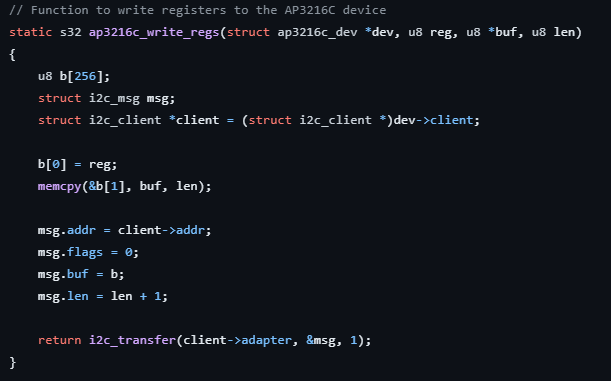 // Function to write registers to the AP3216C device
static s32 ap3216c_write_regs(struct ap3216c_dev *dev, u8 reg, u8 *buf, u8 len)
{
    u8 b[256];
    struct i2c_msg msg;
    struct i2c_client *client = (struct i2c_client *)dev->client;

    b[0] = reg;
    memcpy(&b[1], buf, len);

    msg.addr = client->addr;
    msg.flags = 0;
    msg.buf = b;
    msg.len = len + 1;

    return i2c_transfer(client->adapter, &msg, 1);
}